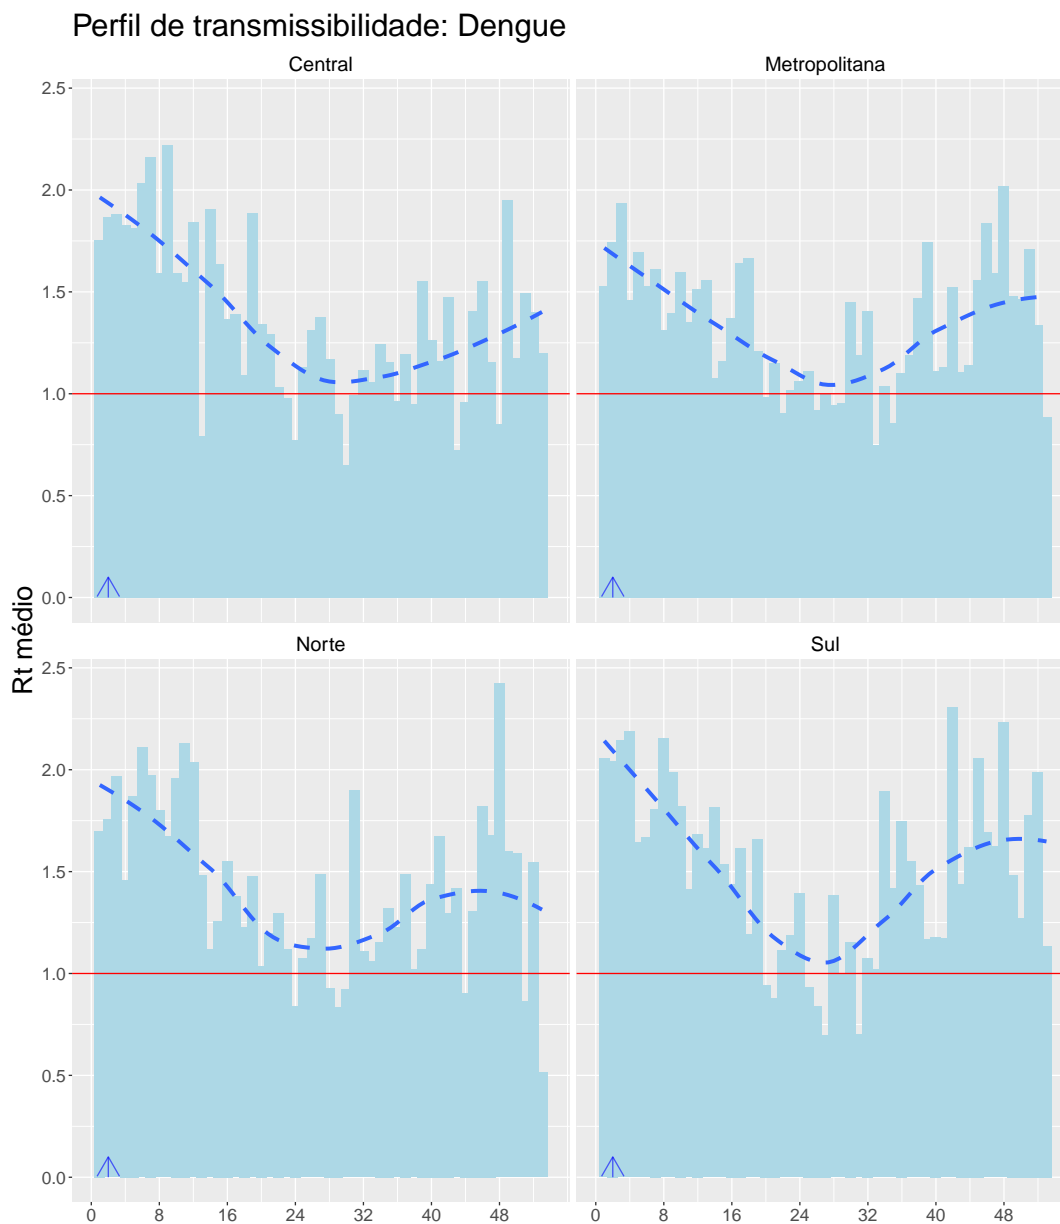 Perfil de transmissibilidade: Dengue
Central
Metropolitana
2.5
2.0
1.5
1.0
0.5
0.0
Rt médio
Norte
Sul
2.5
2.0
1.5
1.0
0.5
0.0
0 8 16 24 32 40 48 0 8 16 24 32 40 48